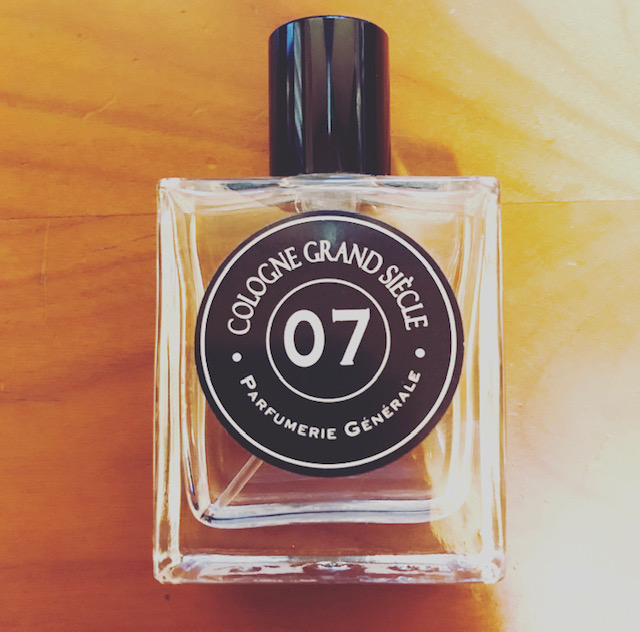 COLOGNE GRAND SIÈCLE
07
PARFUMERIE GÉNÉRALE